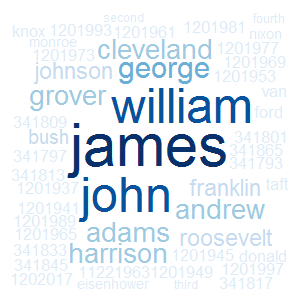 second
fourth
knox 1201993 1201961 1201981 nixon
monroe cleveland 1201977
1201973 george 1201969
johnson 1201953
grover william van
341809 ford
bush james 341801
341797 341865
341793
341813 john franklin taft
1201937
1201941 andrew
1201989 adams roosevelt
1201965
341833 harrison 1201945 donald
341845 1201997
1202017 11221963 1201949
eisenhower third 341817